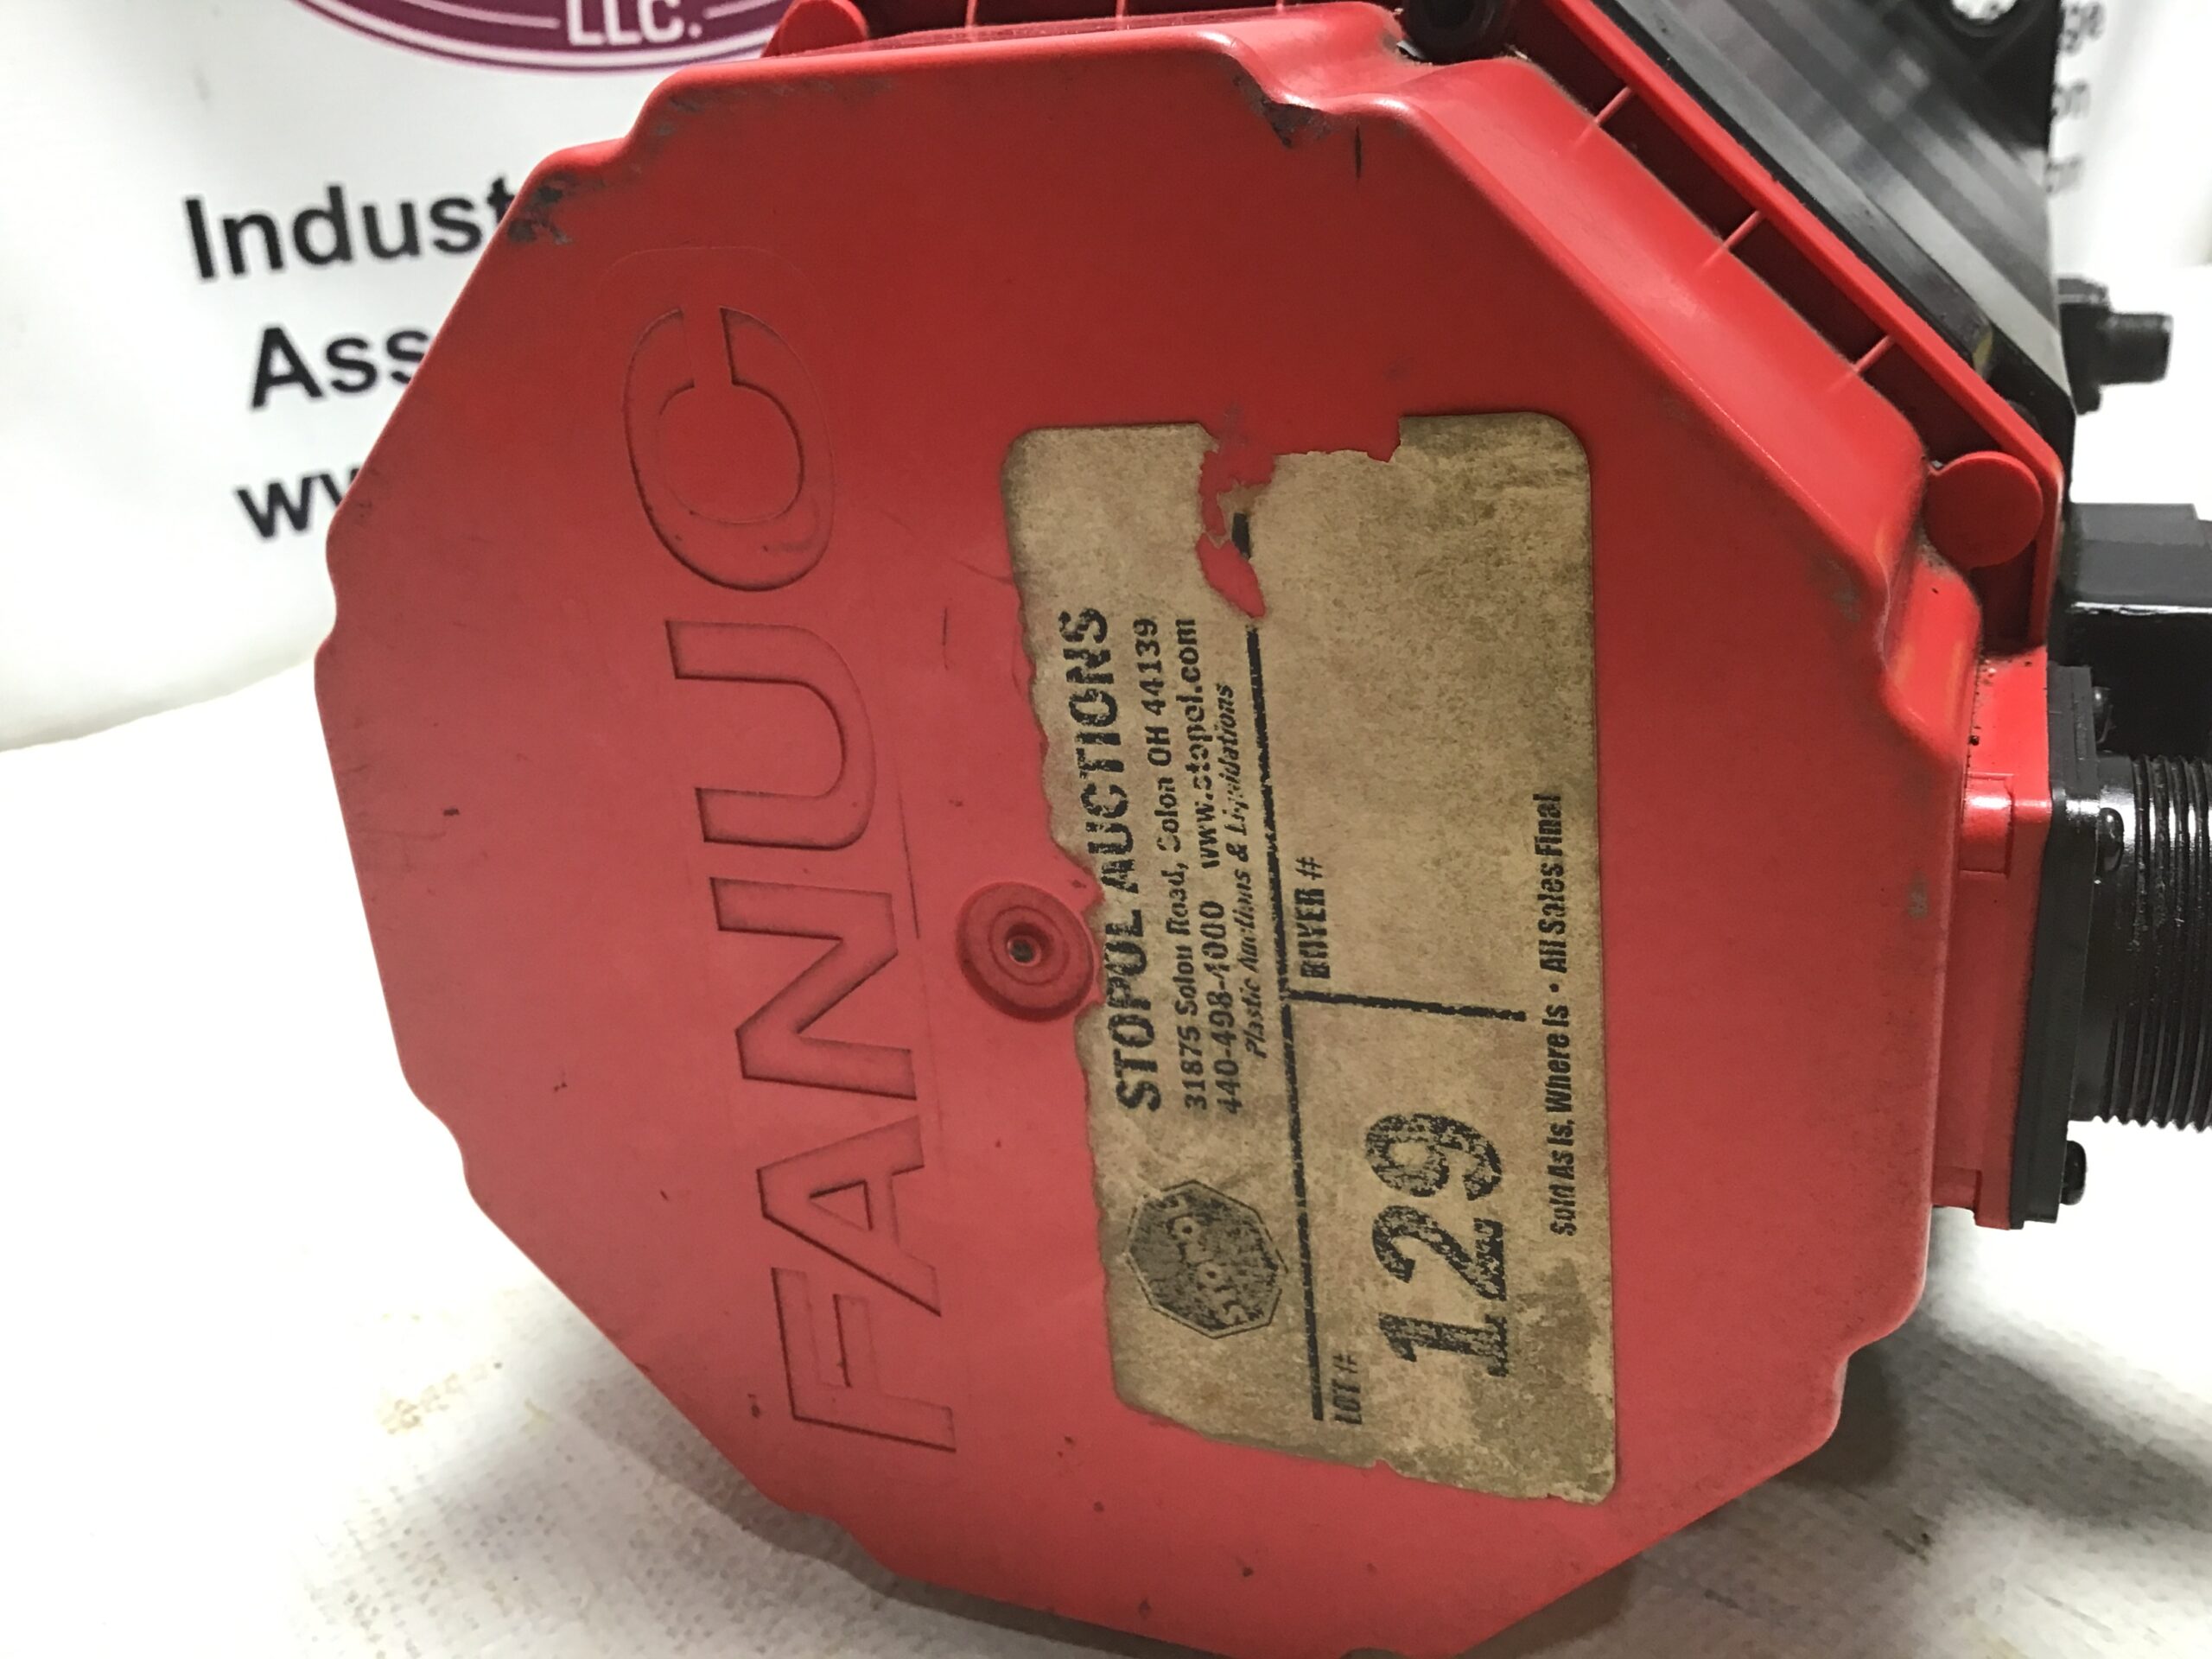 LLC.
Indust
Ass
ww
FANUC
STOPOL AUCTIONS
31875 Solon Road, Solon OH 44139
440-498-4000 www.stopol.com
Plastic Auctions & Liquidations
STOPOL
LOT #
BUYER #
129
Sold As Is, Where Is • All Sales Final